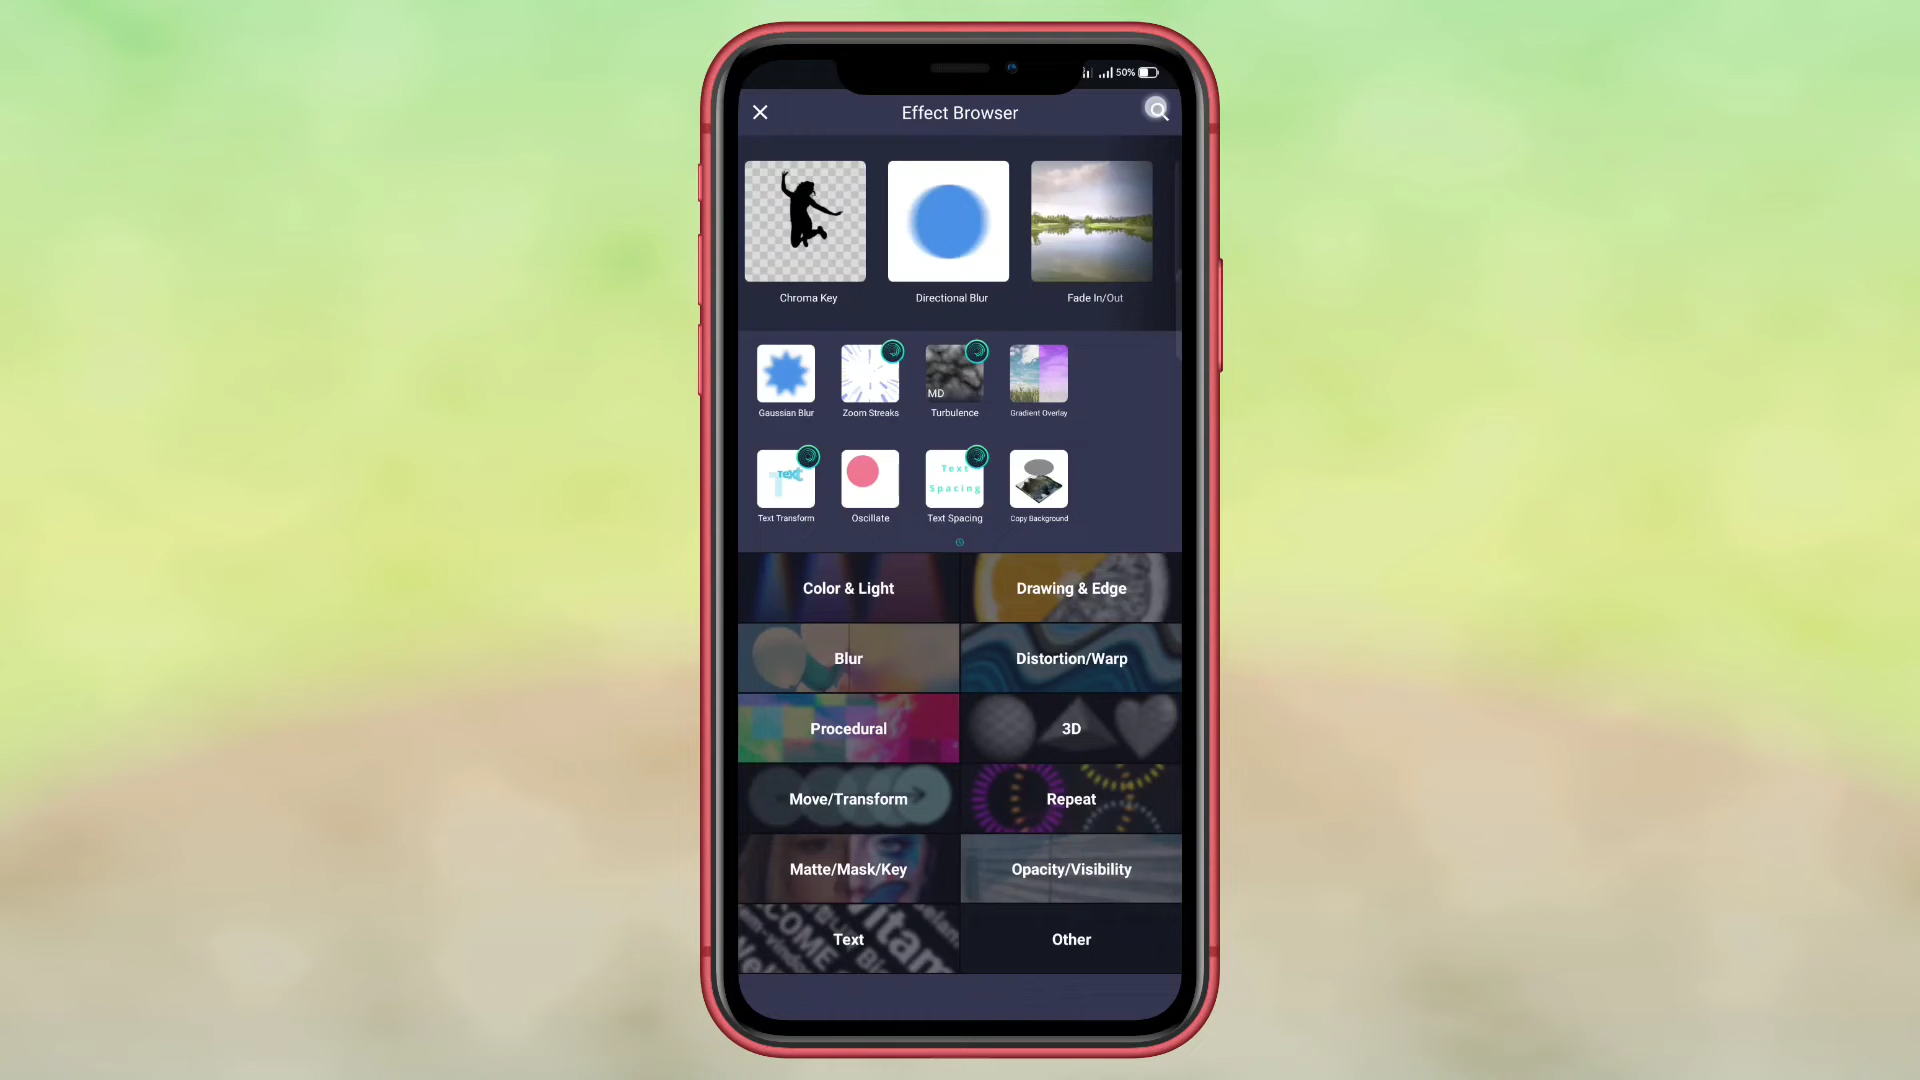 50%
Effect Browser
Chroma Key
Directional Blur
Fade In/Out
MD
Gaussian Blur
Zoom Streaks
Turbulence
Gradient Overlay
Text
Text
Spacing
Text Transform
Oscillate
Text Spacing
Copy Background
Color & Light
Drawing & Edge
Blur
Distortion/Warp
Procedural
3D
Move/Transform
Repeat
Matte/Mask/Key
Opacity/Visibility
Text
Other